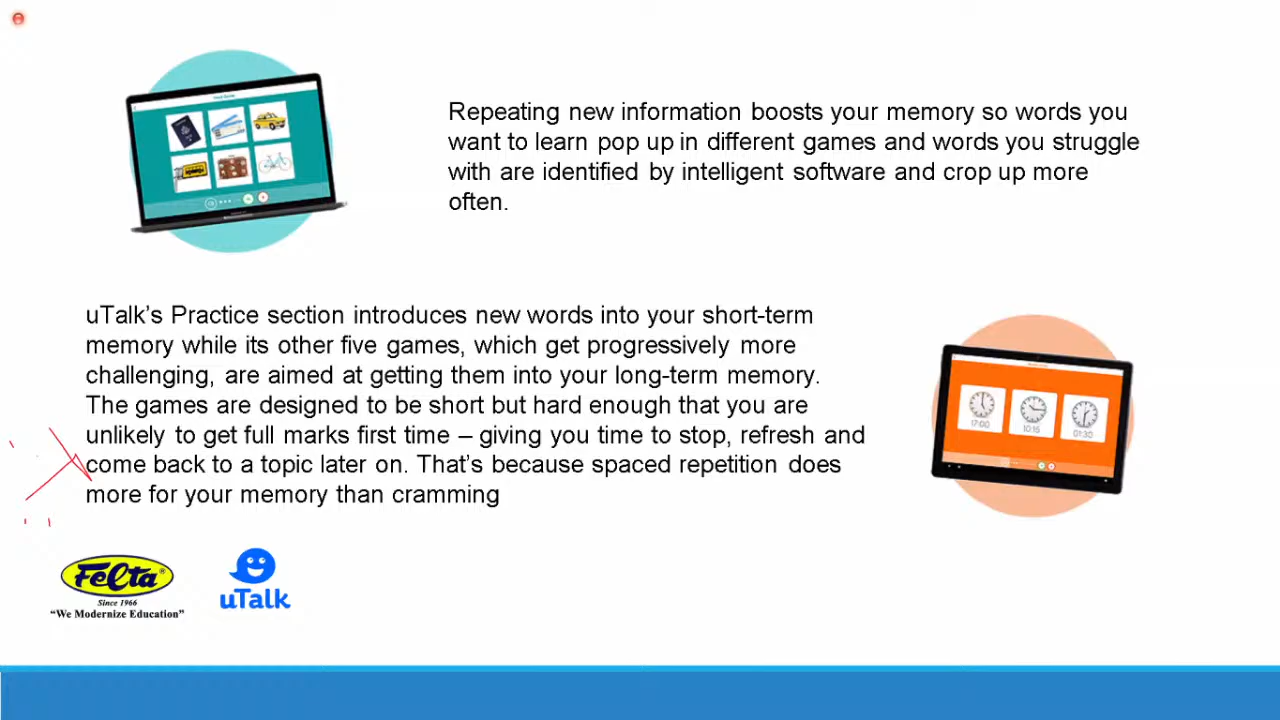 Repeating new information boosts your memory so words you
want to learn pop up in different games and words you struggle
with are identified by intelligent software and crop up more
often.
uTalk’s Practice section introduces new words into your short-term
memory while its other five games, which get progressively more
challenging, are aimed at getting them into your long-term memory.
The games are designed to be short but hard enough that you are
unlikely to get full marks first time – giving you time to stop, refresh and
come back to a topic later on. That’s because spaced repetition does
more for your memory than cramming
17:00 10:15 01:30
Felta®
Since 1966
“We Modernize Education”
uTalk